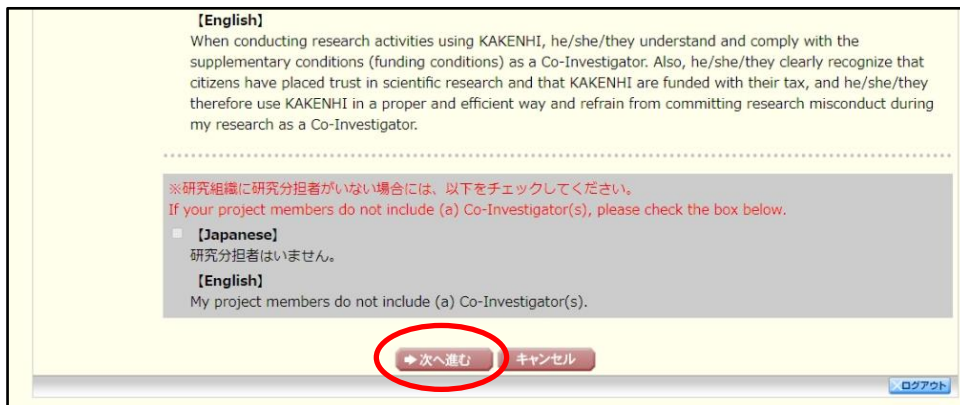 【English】
When conducting research activities using KAKENHI, he/she/they understand and comply with the
supplementary conditions (funding conditions) as a Co-Investigator. Also, he/she/they clearly recognize that
citizens have placed trust in scientific research and that KAKENHI are funded with their tax, and he/she/they
therefore use KAKENHI in a proper and efficient way and refrain from committing research misconduct during
my research as a Co-Investigator.
※研究組織に研究分担者がいない場合には、以下をチェックしてください。
If your project members do not include (a) Co-Investigator(s), please check the box below.
【Japanese】
研究分担者はいません。
【English】
My project members do not include (a) Co-Investigator(s).
次へ進む キャンセル
ログアウト